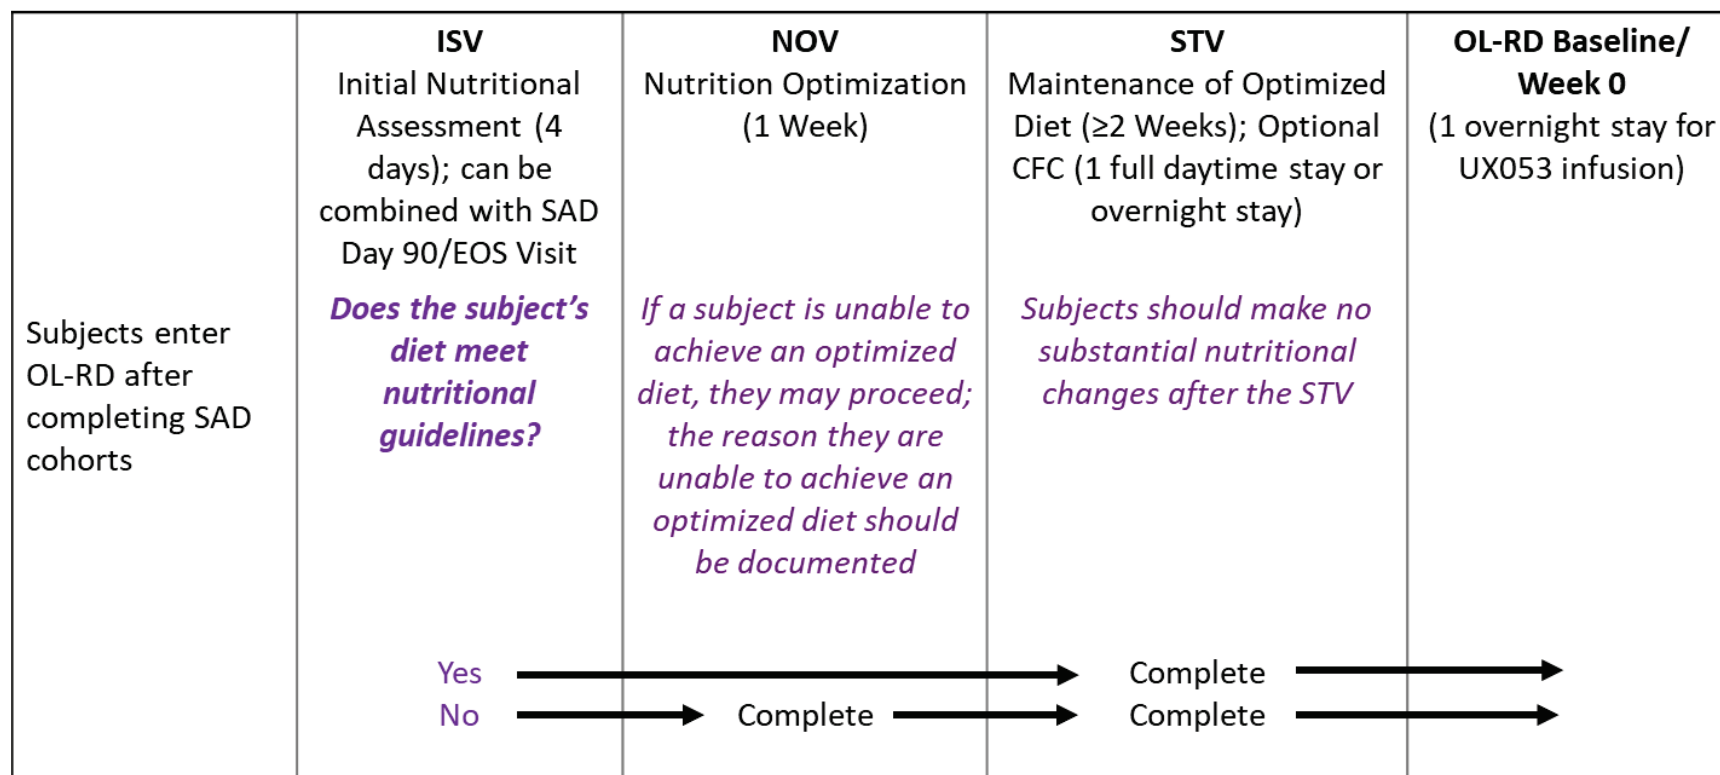 ISV
Initial Nutritional
Assessment (4
days); can be
combined with SAD
Day 90/EOS Visit
NOV
Nutrition Optimization
(1 Week)
STV
Maintenance of Optimized
Diet (≥2 Weeks); Optional
CFC (1 full daytime stay or
overnight stay)
OL-RD Baseline/
Week 0
(1 overnight stay for
UX053 infusion)
Subjects enter
OL-RD after
completing SAD
cohorts
Does the subject’s
diet meet
nutritional
guidelines?
If a subject is unable to
achieve an optimized
diet, they may proceed;
the reason they are
unable to achieve an
optimized diet should
be documented
Subjects should make no
substantial nutritional
changes after the STV
Yes
Complete
No
Complete
Complete